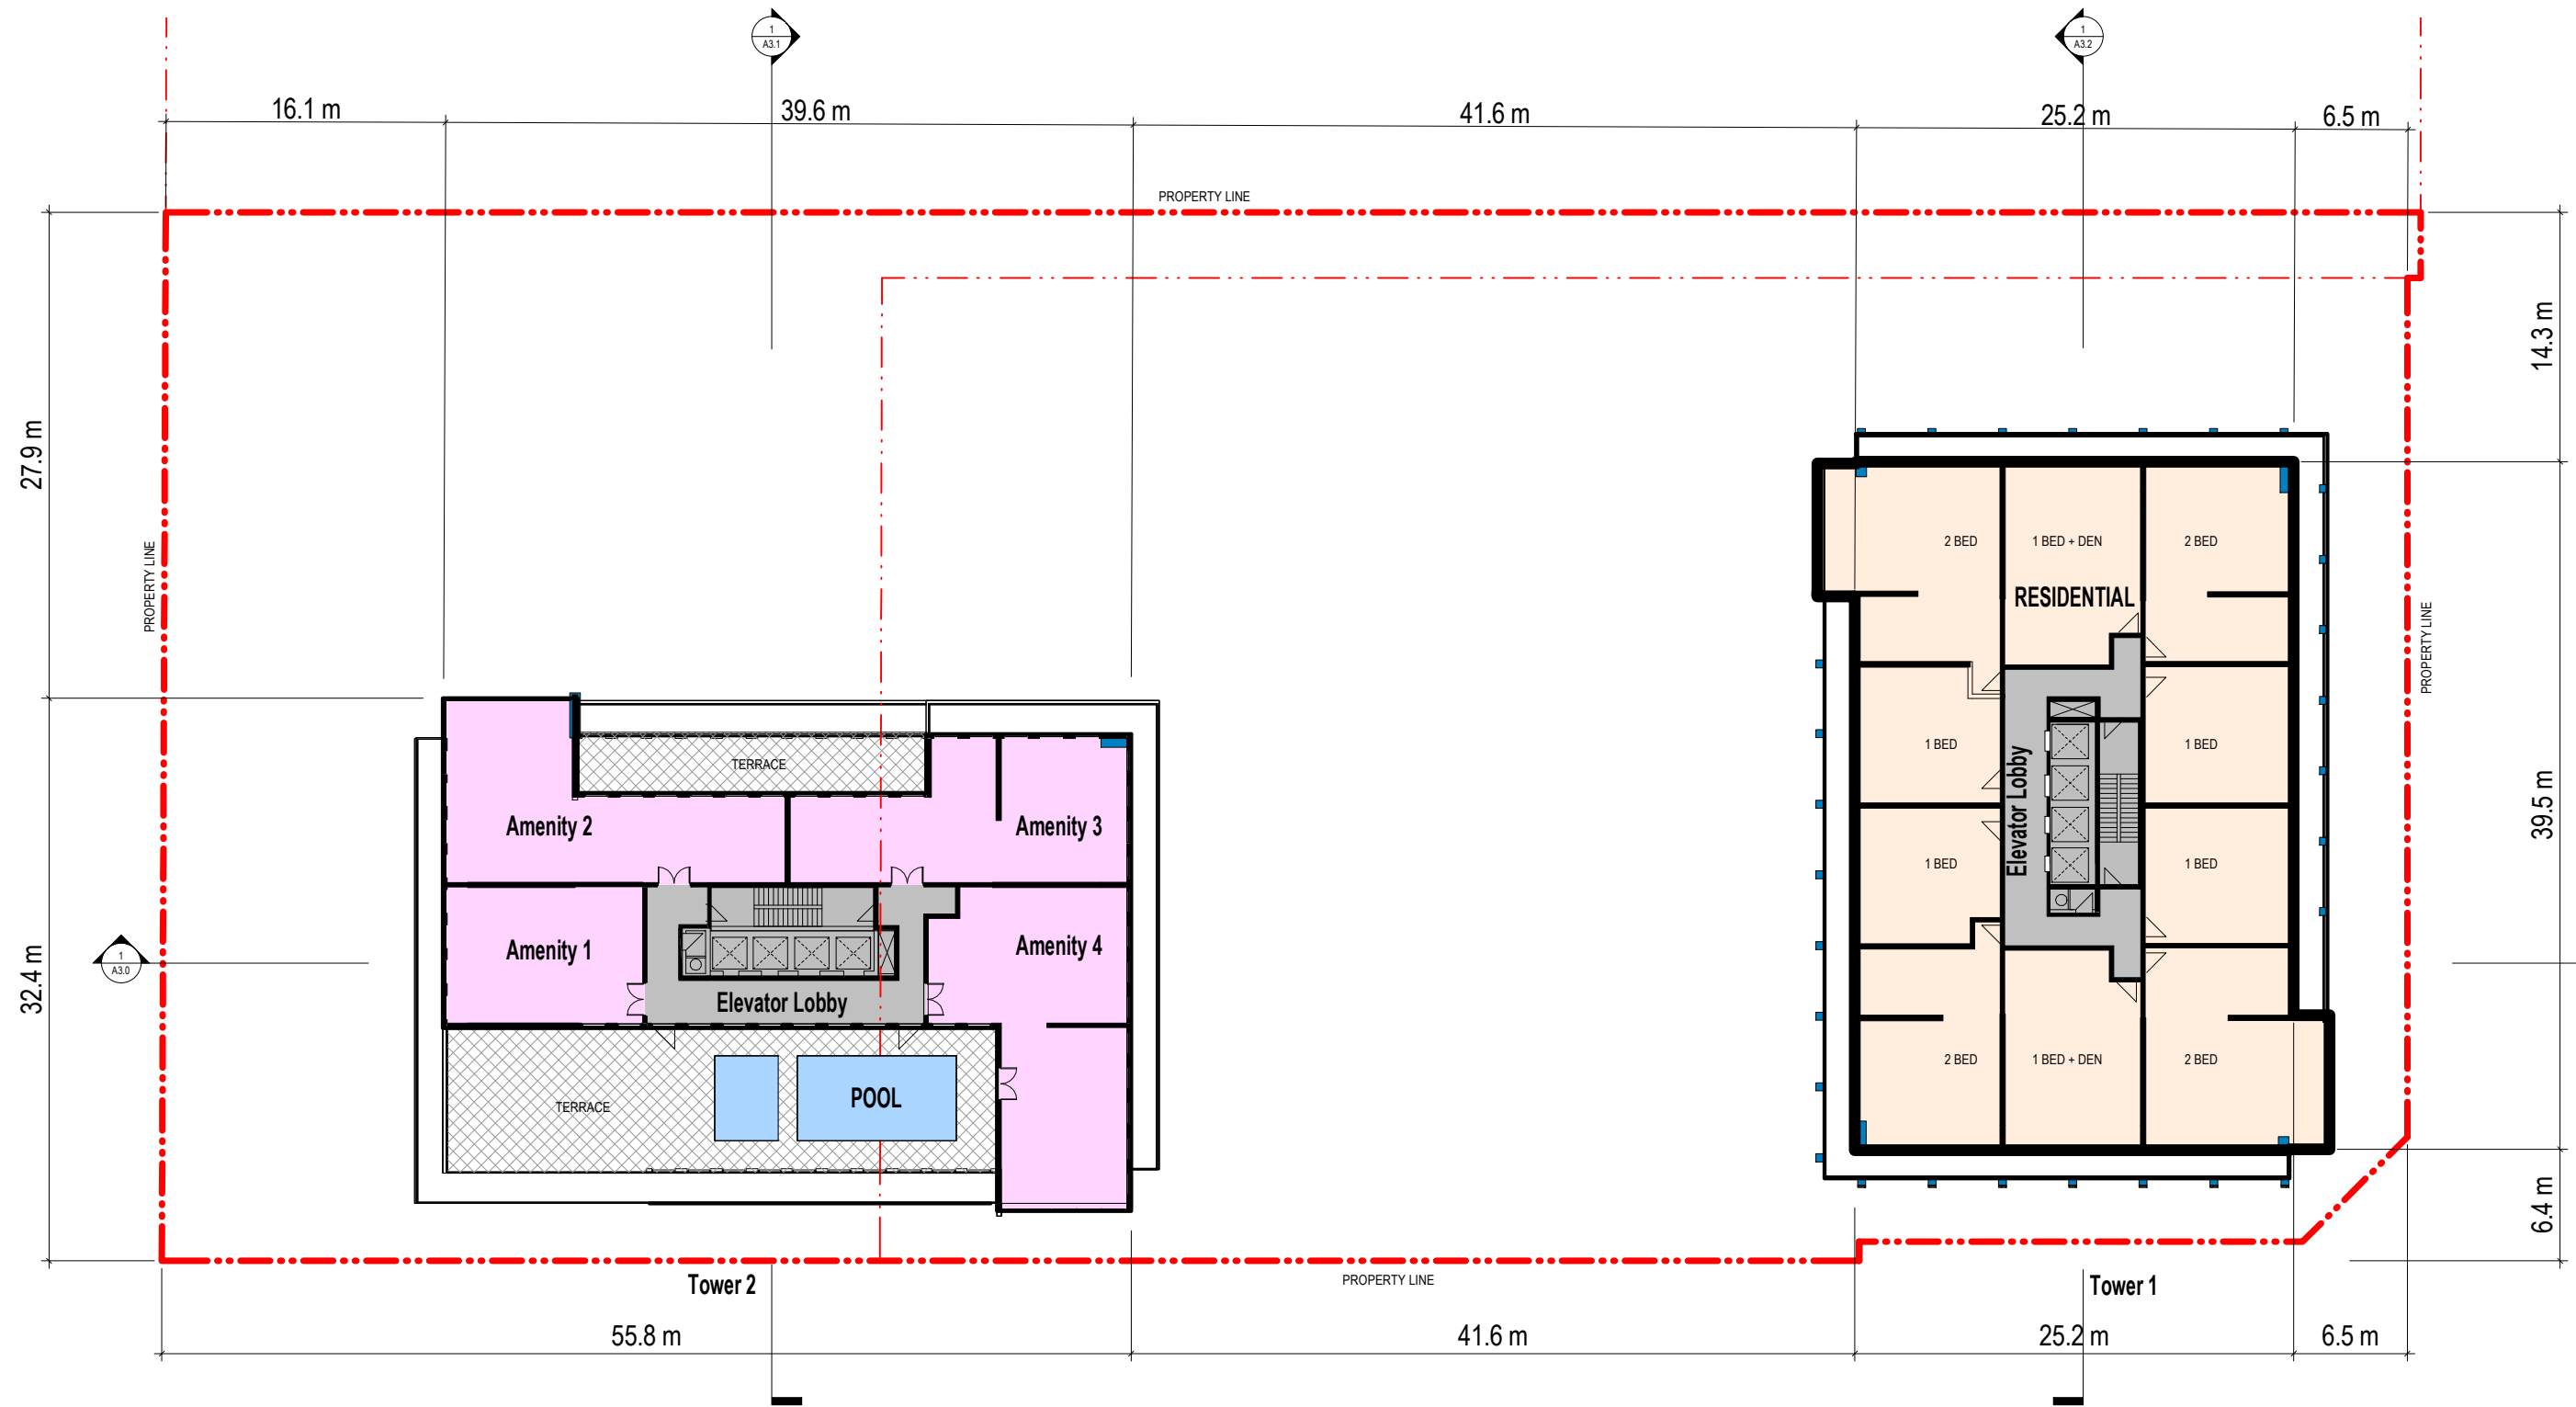 1
A3.1
1
A3.2
16.1 m
39.6 m
41.6 m
25.2 m
6.5 m
PROPERTY LINE
14.3 m
27.9 m
PROPERTY LINE
2 BED
1 BED + DEN
2 BED
RESIDENTIAL
PROPERTY LINE
1 BED
1 BED
Elevator Lobby
TERRACE
Amenity 2
Amenity 3
39.5 m
1 BED
1 BED
Amenity 1
Amenity 4
1
A3.0
32.4 m
Elevator Lobby
2 BED
1 BED + DEN
2 BED
POOL
TERRACE
6.4 m
PROPERTY LINE
Tower 2
Tower 1
55.8 m
41.6 m
25.2 m
6.5 m